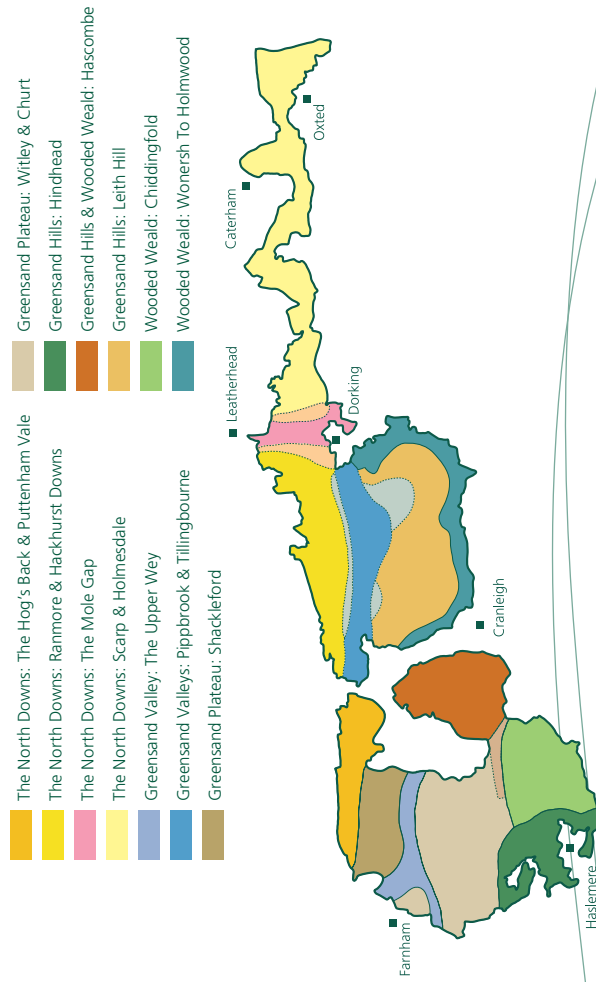 The North Downs: The Hog's Back & Puttenham Vale
The North Downs: Ranmore & Hackhurst Downs
The North Downs: The Mole Gap
The North Downs: Scarp & Holmesdale
Greensand Valley: The Upper Wey
Greensand Valleys: Pippbrook & Tillingbourne
Greensand Plateau: Shackleford
Greensand Plateau: Witley & Churt
Greensand Hills: Hindhead
Greensand Hills & Wooded Weald: Hascombe
Greensand Hills: Leith Hill
Wooded Weald: Chiddingfold
Wooded Weald: Wonersh To Holmwood
Leatherhead
Caterham
Oxted
Dorking
Farnham
Cranleigh
Haslemere